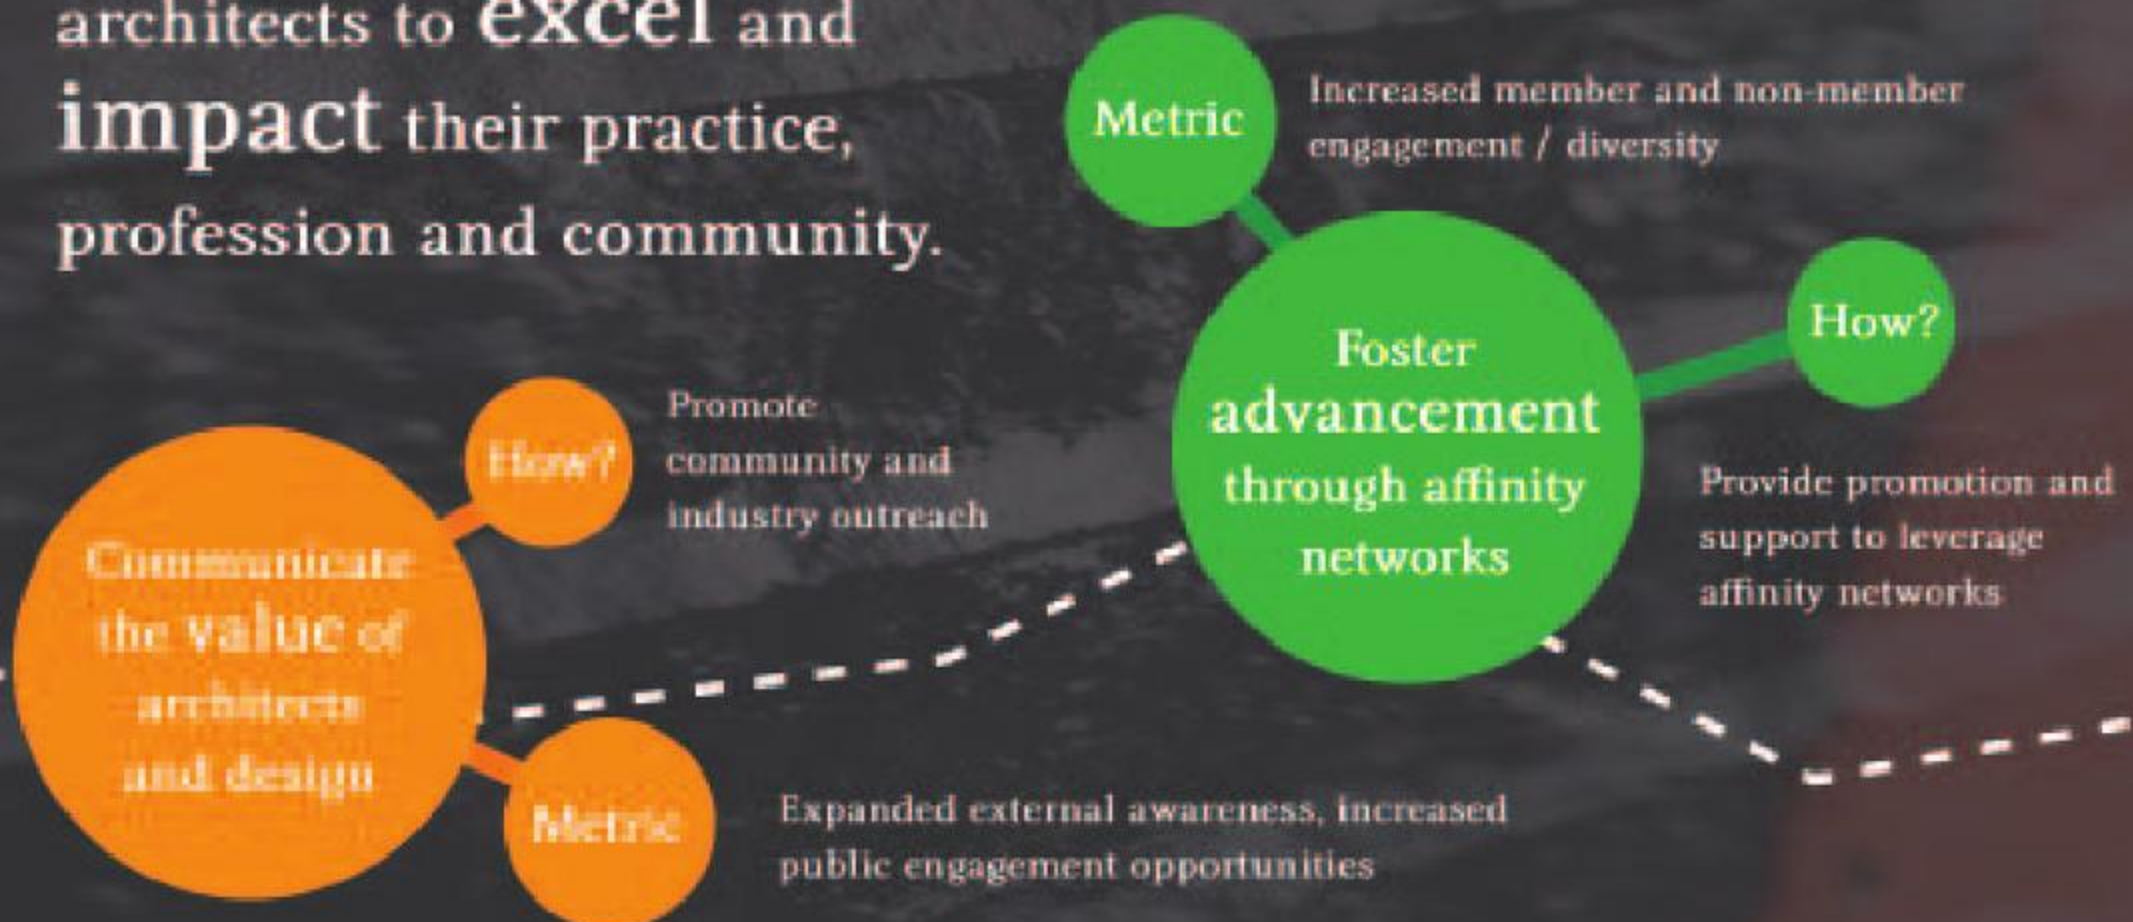 architects to excel and
impact their practice,
profession and community.
Metric
Increased member and non-member
engagement / diversity
Foster
advancement
through affinity
networks
How?
Provide promotion and
support to leverage
affinity networks
How?
Promote
community and
industry outreach
Communicate
the value of
architects
and design
Metric
Expanded external awareness, increased
public engagement opportunities